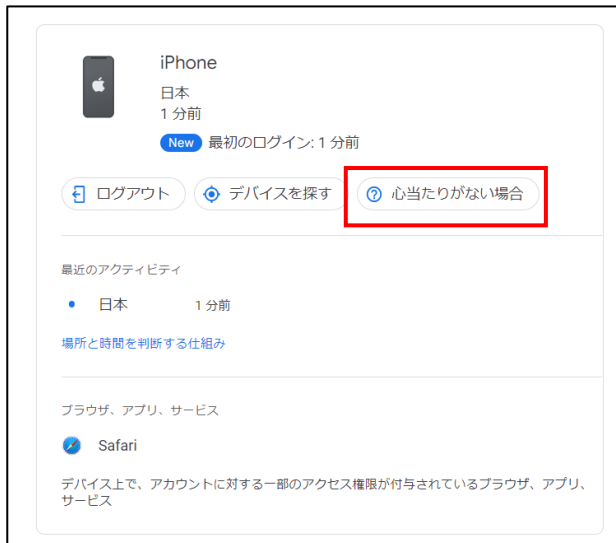 iPhone
日本
1 分前
New 最初のログイン: 1 分前
ログアウト デバイスを探す 心当たりがない場合
最近のアクティビティ
日本 1 分前
場所と時間を判断する仕組み
ブラウザ、アプリ、サービス
Safari
デバイス上で、アカウントに対する一部のアクセス権限が付与されているブラウザ、アプリ、
サービス